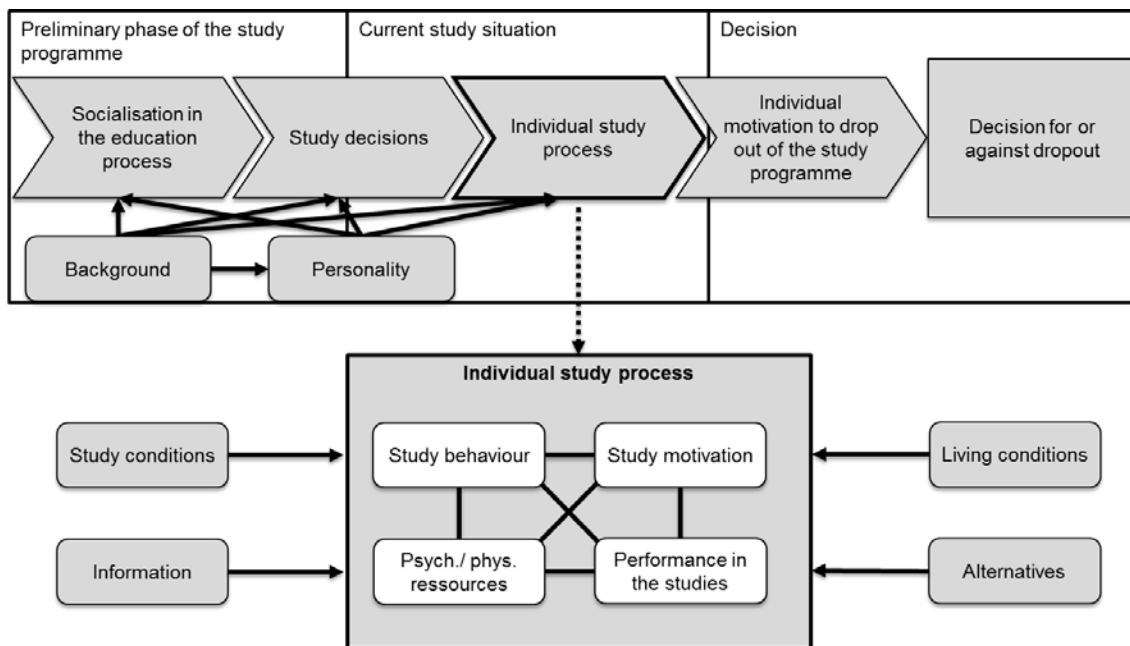 Preliminary phase of the study
programme
Current study situation
Decision
Socialisation in
the education
process
Study decisions
Individual study
process
Individual
motivation to drop
out of the study
programme
Decision for or
against dropout
Background
Personality
Individual study process
Study conditions
Study behaviour
Study motivation
Living conditions
Information
Psych./ phys.
ressources
Performance in
the studies
Alternatives